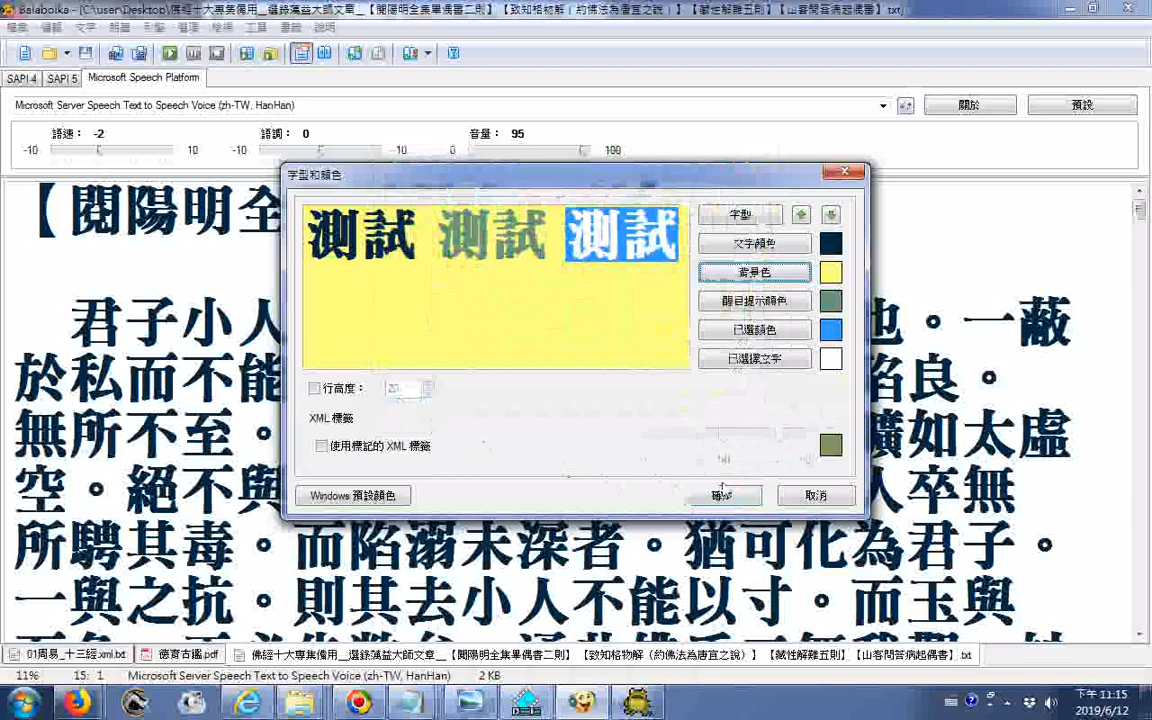 Balabolka - [C:\user\Desktop\佛經十大專集備用__選錄蕅益大師文章__【閱陽明全集畢偶書二則】【致知格物解（約佛法為唐宜之說）】【緘性解難五則】【山客問答病起偶書】.txt]
SAPI 4 SAPI 5 Microsoft Speech Platform
Microsoft Server Speech Text to Speech Voice (zh-TW, HanHan) 關於 預設
語速： -2 語調： 0 音量： 95
-10 10 -10 10 0 100
字型和顏色
【閱陽明全
測試 測試 測試
字型
文字顏色
背景色
醒目提示顏色
已選顏色
已選擇文字
行高度：
XML 標籤
使用標記的 XML 標籤
Windows 預設顏色 確定 取消
君子小人 也。一蔽
於私而不能 陷良。
無所不至。 曠如太虛
空。絕不與 人卒無
所騁其毒。而陷溺未深者。猶可化為君子。
一與之抗。則其去小人不能以寸。而玉與
01周易_十三經.xml.txt 德育古鑑.pdf 佛經十大專集備用__選錄蕅益大師文章__【閱陽明全集畢偶書二則】【致知格物解（約佛法為唐宜之說）】【緘性解難五則】【山客問答病起偶書】.txt
11% 15: 1 Microsoft Server Speech Text to Speech Voice (zh-TW, HanHan) 2 KB
下午 11:15
2019/6/12